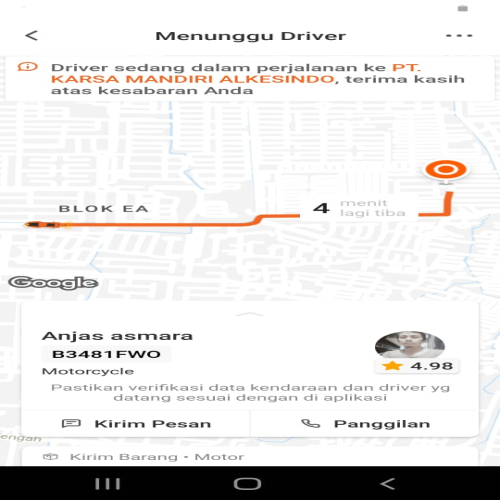 Menunggu Driver
Driver sedang dalam perjalanan ke PT.
KARSA MANDIRI ALKESINDO, terima kasih
atas kesabaran Anda
BLOK EA
4 menit
lagi tiba
Google
Anjas asmara
B3481FWO
4.98
Motorcycle
Pastikan verifikasi data kendaraan dan driver yg
datang sesuai dengan di aplikasi
Kirim Pesan
Panggilan
engan
Kirim Barang • Motor